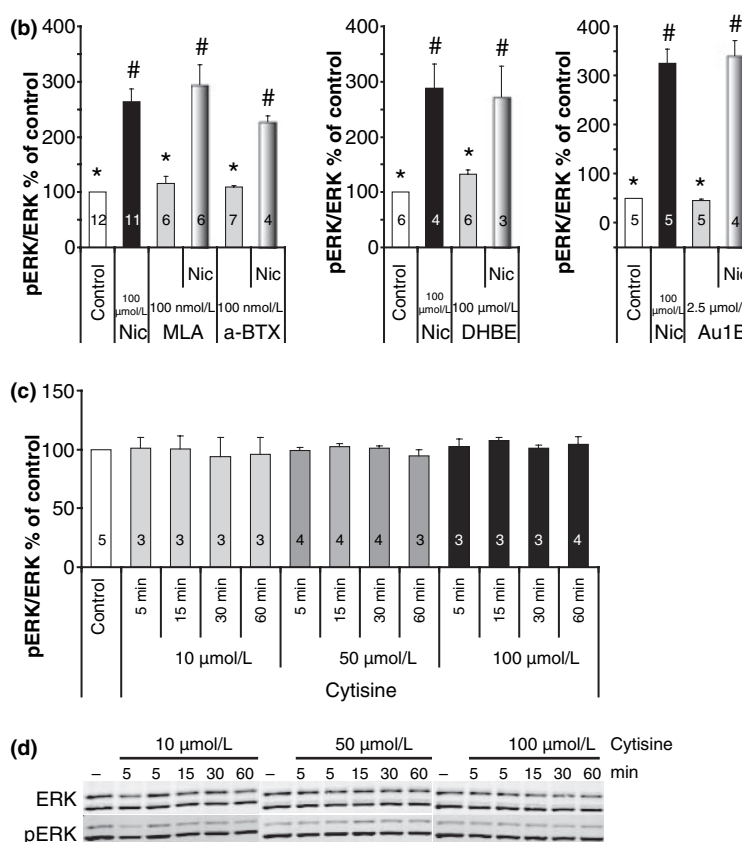 (b)
pERK/ERK % of control
400
300
200
100
0
* # * # * #
12 11 6 6 7 4
Control
100 µmol/L
Nic
100 nmol/L
MLA
Nic
100 nmol/L
a-BTX
Nic
pERK/ERK % of control
400
300
200
100
0
* # * #
6 4 6 3
Control
100 µmol/L
Nic
100 µmol/L
DHBE
Nic
pERK/ERK % of control
400
300
200
100
0
* # * #
5 5 5 4
Control
100 µmol/L
Nic
2.5 µmol/
Au1B
Nic
(c)
pERK/ERK % of control
150
100
50
0
5 3 3 3 3 4 4 4 3 3 3 3 4
Control 5 min 15 min 30 min 60 min 5 min 15 min 30 min 60 min 5 min 15 min 30 min 60 min
10 µmol/L 50 µmol/L 100 µmol/L
Cytisine
(d)
10 µmol/L 50 µmol/L 100 µmol/L Cytisine
– 5 5 15 30 60 – 5 5 15 30 60 – 5 5 15 30 60 min
ERK
pERK